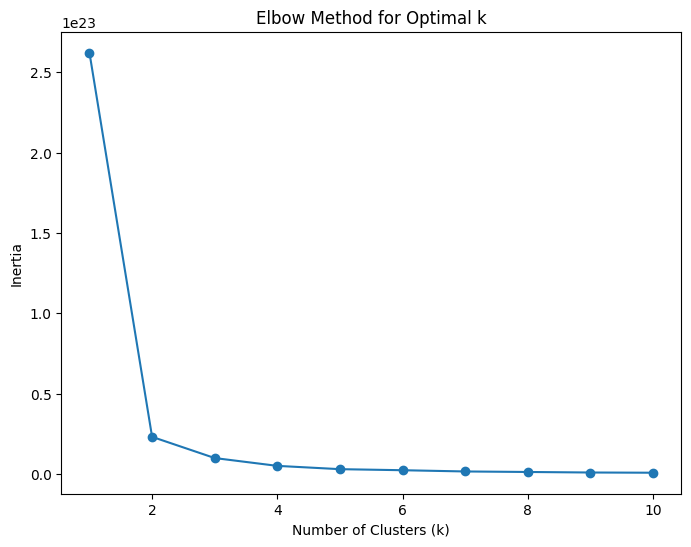 Elbow Method for Optimal k
1e23
2.5
2.0
1.5
1.0
0.5
0.0
Inertia
2 4 6 8 10
Number of Clusters (k)